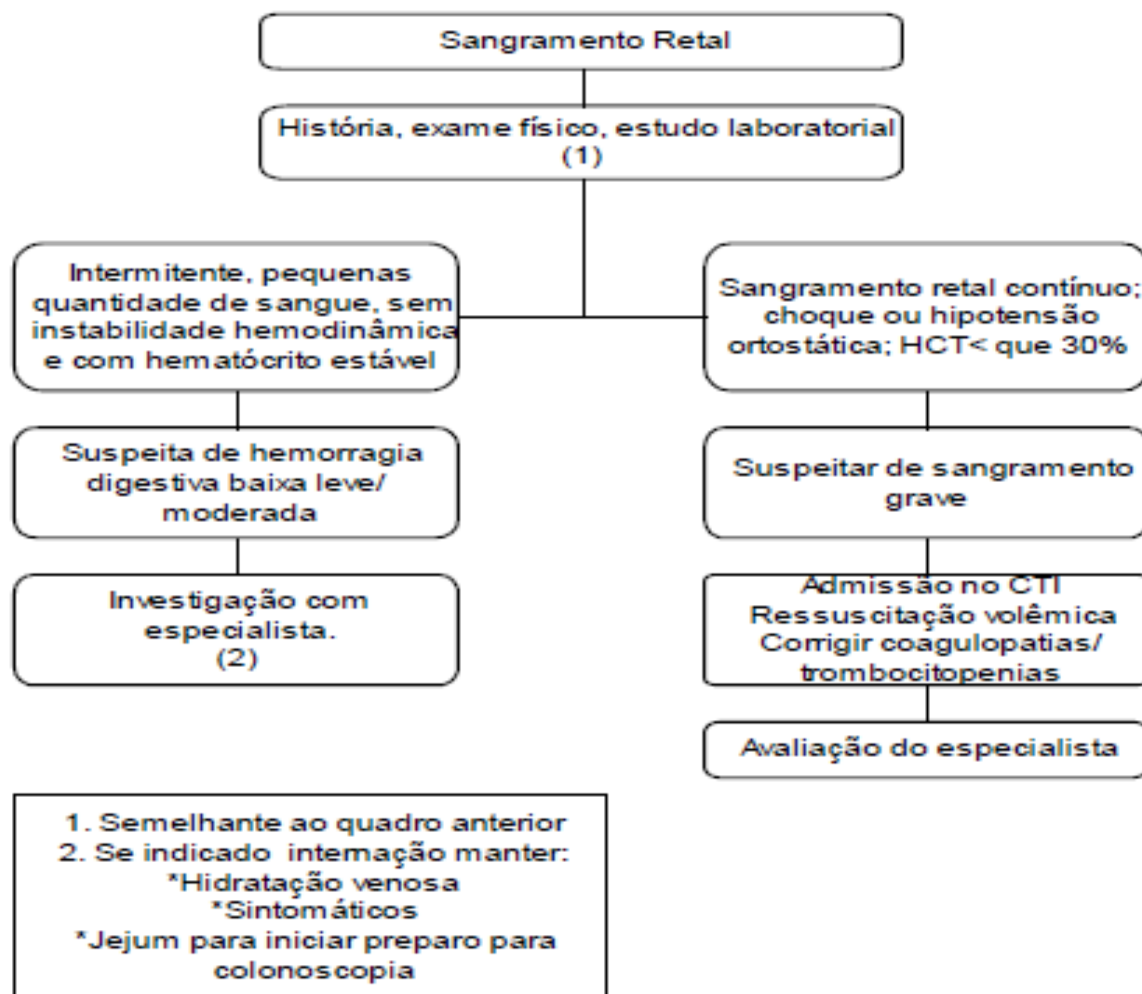 Sangramento Retal
História, exame físico, estudo laboratorial
(1)
Intermitente, pequenas
quantidade de sangue, sem
instabilidade hemodinâmica
e com hematócrito estável
Sangramento retal contínuo;
choque ou hipotensão
ortostática; HCT< que 30%
Suspeita de hemorragia
digestiva baixa leve/
moderada
Suspeitar de sangramento
grave
Investigação com
especialista.
(2)
Admissão no CTI
Ressuscitação volêmica
Corrigir coagulopatias/
trombocitopenias
Avaliação do especialista
1. Semelhante ao quadro anterior
2. Se indicado internação manter:
*Hidratação venosa
*Sintomáticos
*Jejum para iniciar preparo para
colonoscopia